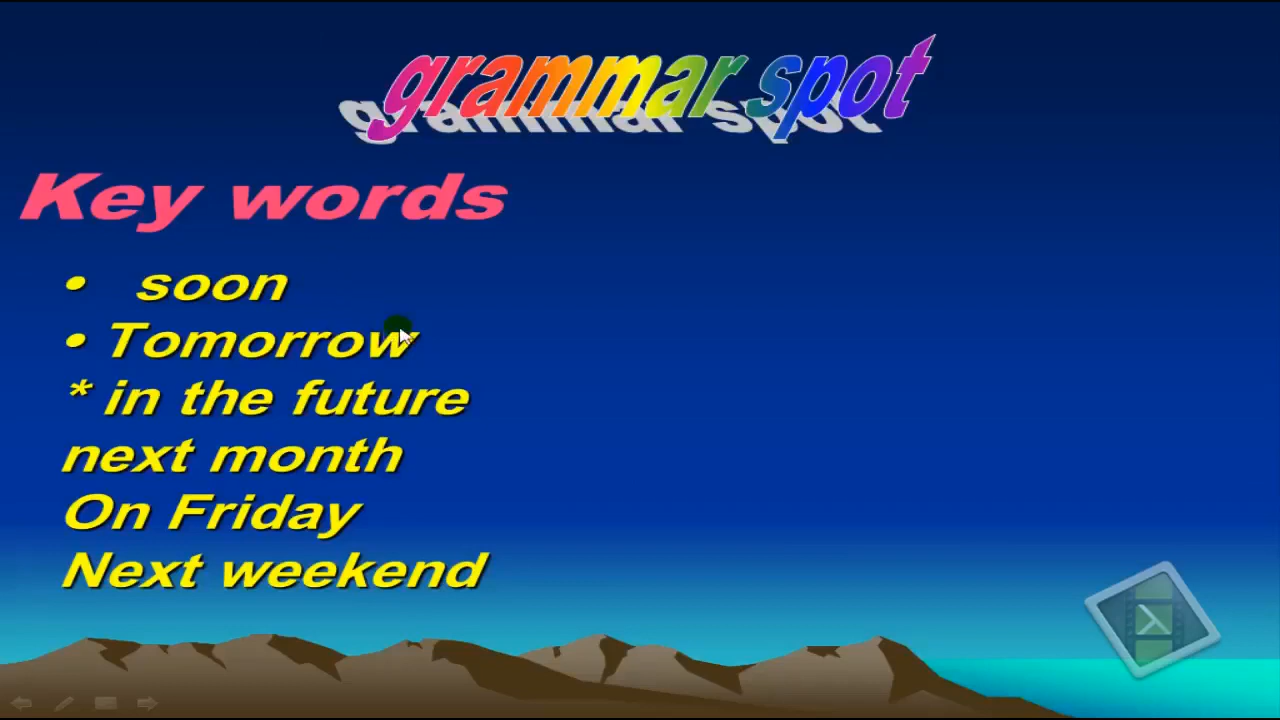 grammar spot
Key words
• soon
• Tomorrow
* in the future
next month
On Friday
Next weekend